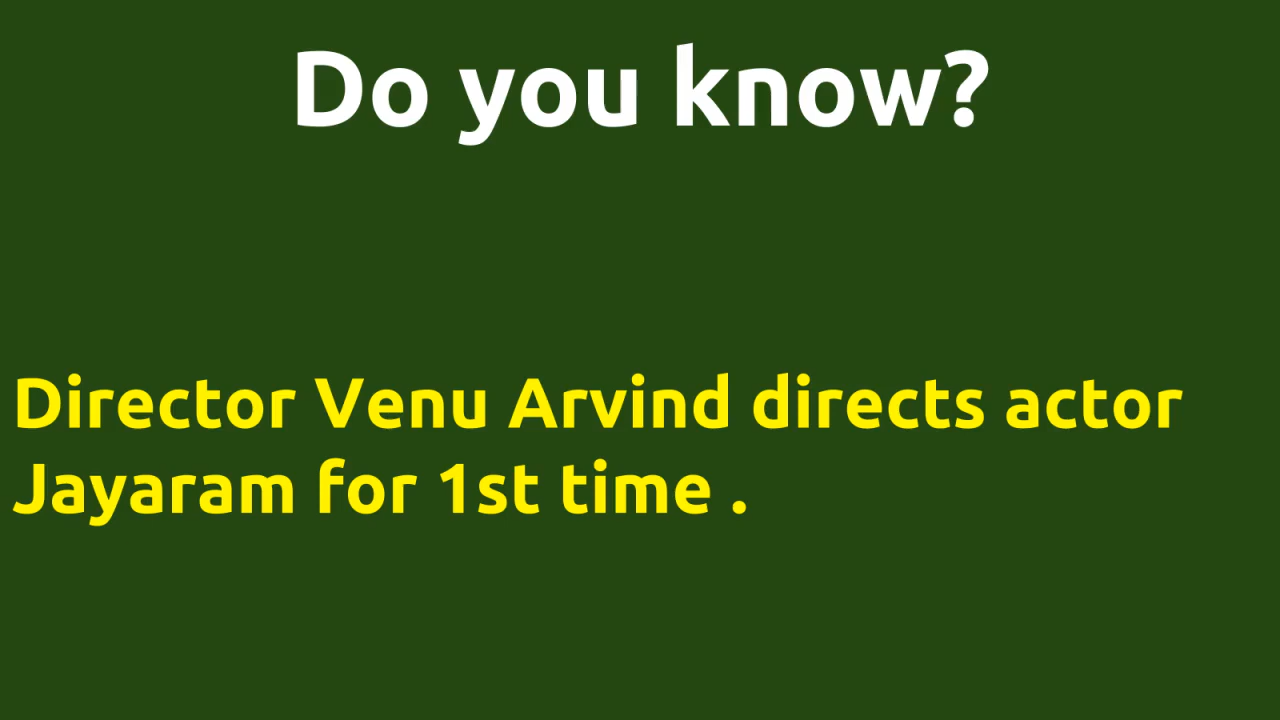 Do you know?
Director Venu Arvind directs actor
Jayaram for 1st time .